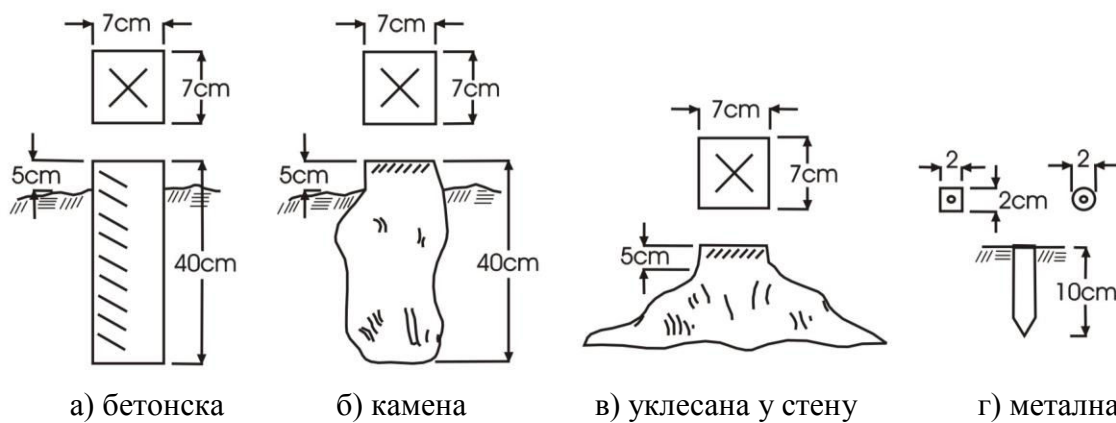 7cm
7cm
5cm
40cm
7cm
7cm
5cm
40cm
7cm
7cm
5cm
2
2
2cm
10cm
а) бетонска
б) камена
в) уклесана у стену
г) метална